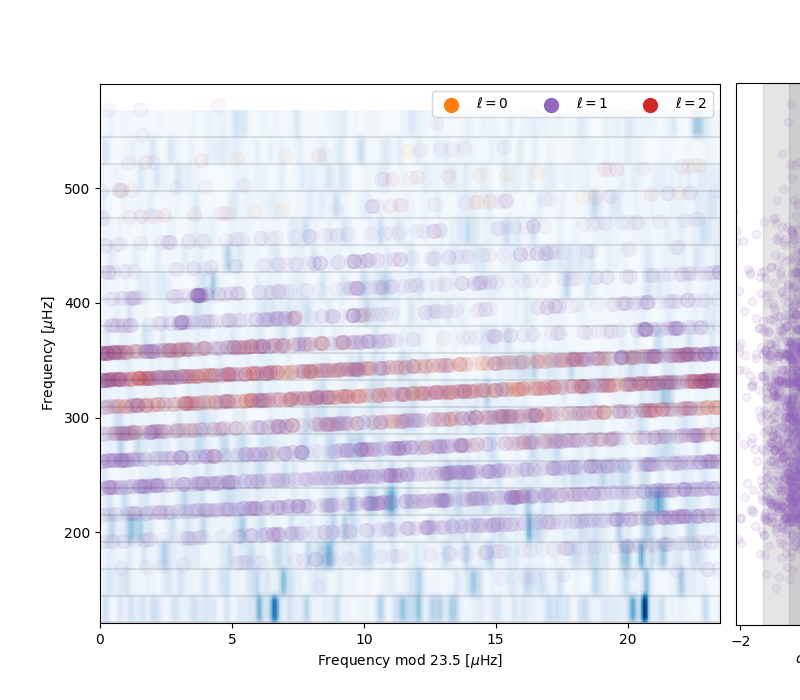 ℓ = 0 ℓ = 1 ℓ = 2
500
400
300
200
Frequency [μHz]
0 5 10 15 20 −2
Frequency mod 23.5 [μHz]